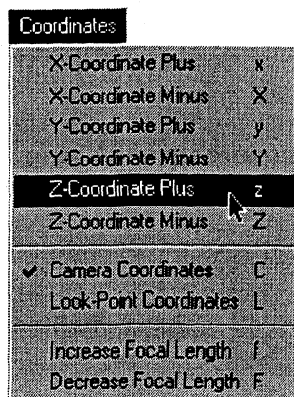 Coordinates
X-Coordinate Plus x
X-Coordinate Minus X
Y-Coordinate Plus y
Y-Coordinate Minus Y
Z-Coordinate Plus z
Z-Coordinate Minus Z
✓ Camera Coordinates C
Look-Point Coordinates L
Increase Focal Length f
Decrease Focal Length F